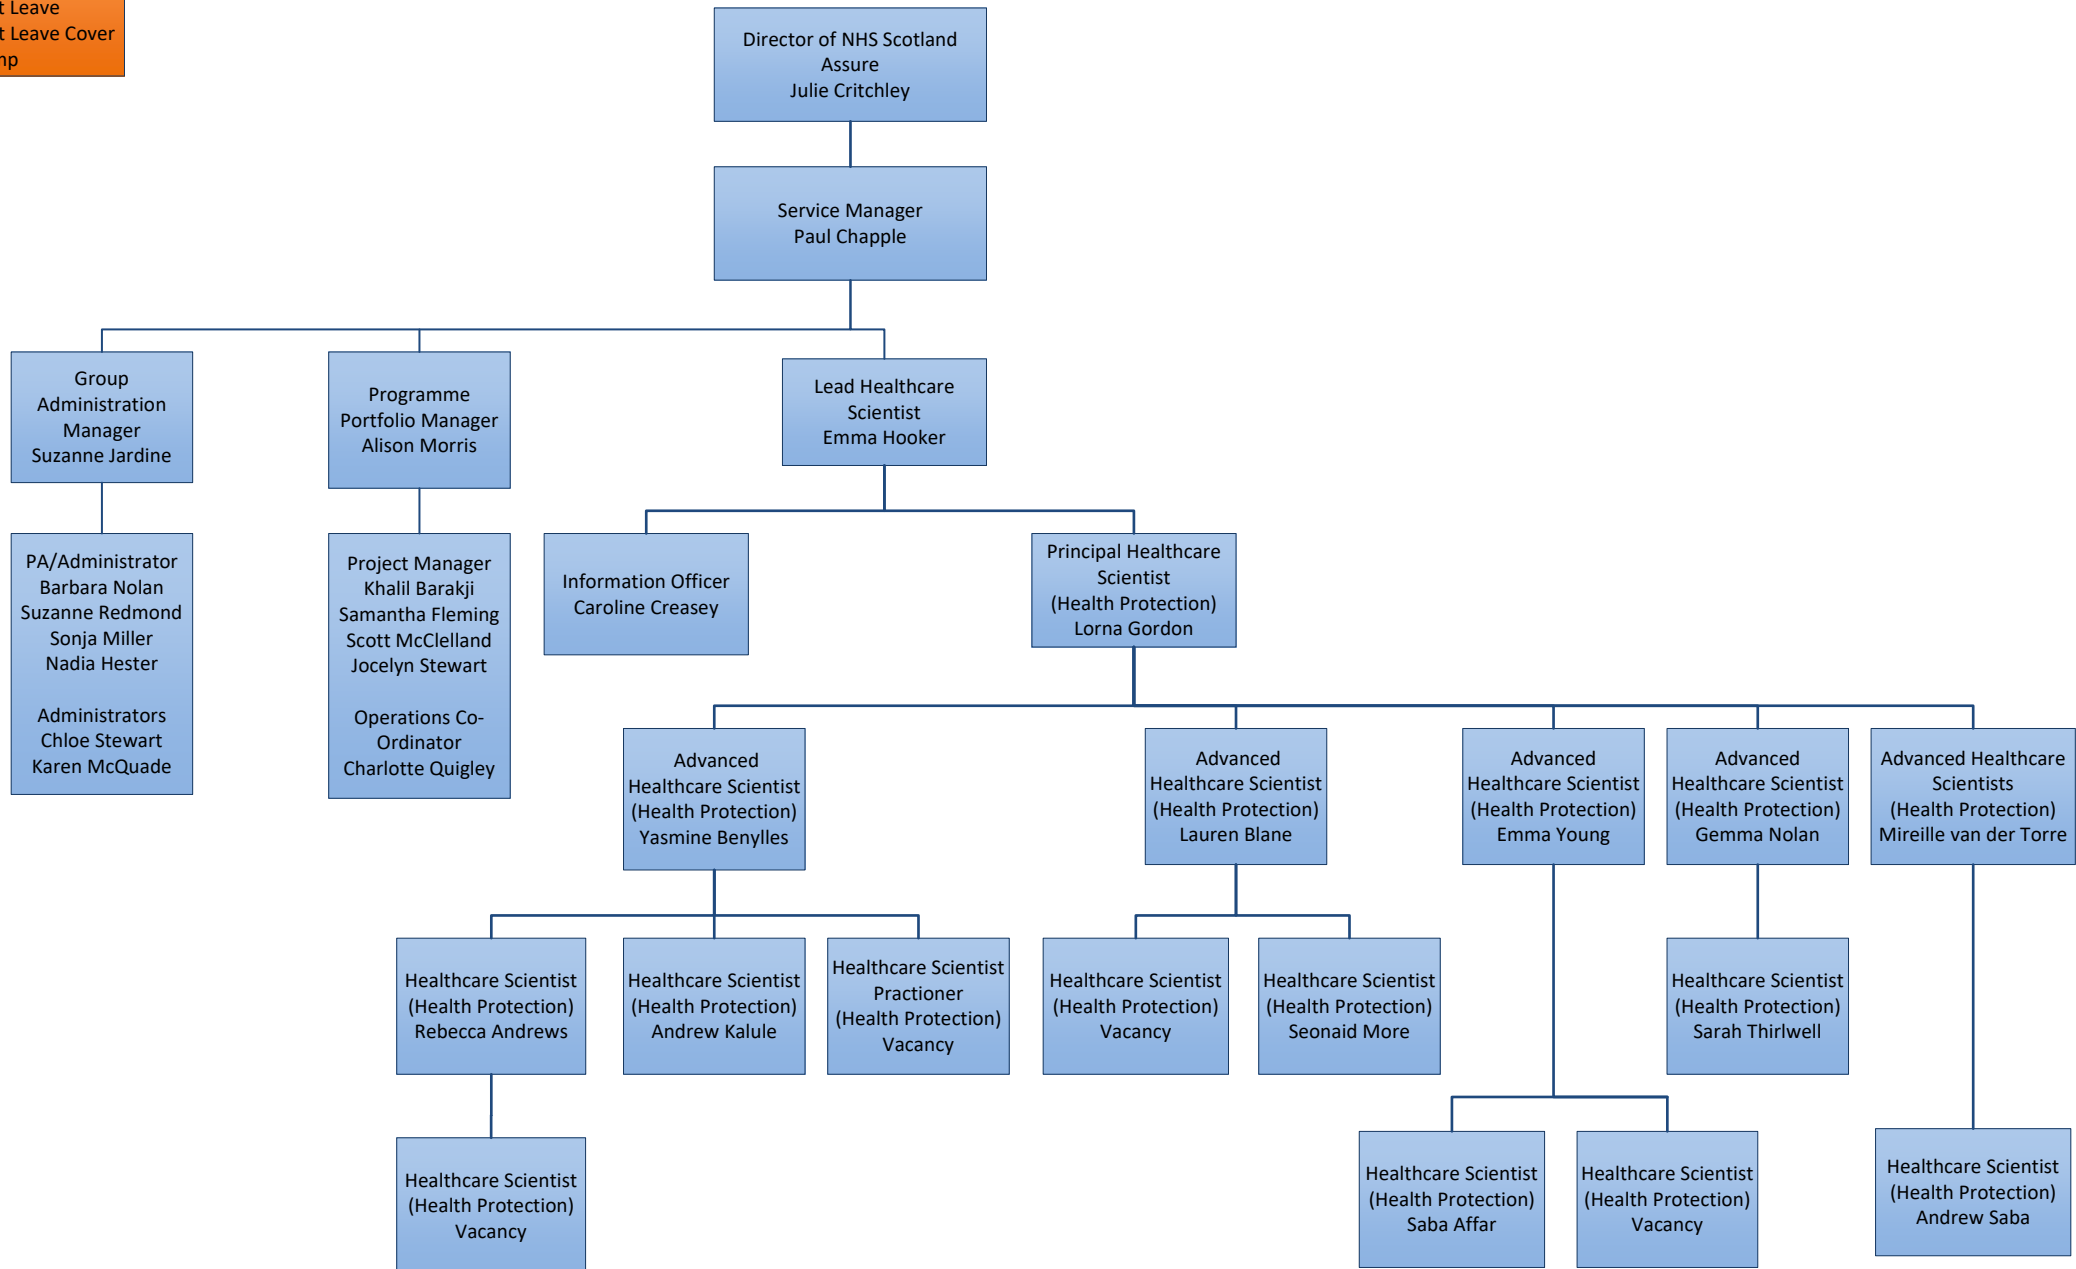 Leave
Leave Cover
Director of NHS Scotland
Assure
Julie Critchley
Service Manager
Paul Chapple
Group
Administration
Manager
Suzanne Jardine
Programme
Portfolio Manager
Alison Morris
Lead Healthcare
Scientist
Emma Hooker
PA/Administrator
Barbara Nolan
Suzanne Redmond
Sonja Miller
Nadia Hester
Administrators
Chloe Stewart
Karen McQuade
Project Manager
Khalil Barakji
Samantha Fleming
Scott McClelland
Jocelyn Stewart
Operations Co-
Ordinator
Charlotte Quigley
Information Officer
Caroline Creasey
Principal Healthcare
Scientist
(Health Protection)
Lorna Gordon
Advanced
Healthcare Scientist
(Health Protection)
Yasmine Benylles
Advanced
Healthcare Scientist
(Health Protection)
Lauren Blane
Advanced
Healthcare Scientist
(Health Protection)
Emma Young
Advanced
Healthcare Scientist
(Health Protection)
Gemma Nolan
Advanced Healthcare
Scientists
(Health Protection)
Mireille van der Torre
Healthcare Scientist
(Health Protection)
Rebecca Andrews
Healthcare Scientist
(Health Protection)
Andrew Kalule
Healthcare Scientist
Practioner
(Health Protection)
Vacancy
Healthcare Scientist
(Health Protection)
Vacancy
Healthcare Scientist
(Health Protection)
Seonaid More
Healthcare Scientist
(Health Protection)
Sarah Thirlwell
Healthcare Scientist
(Health Protection)
Vacancy
Healthcare Scientist
(Health Protection)
Saba Affar
Healthcare Scientist
(Health Protection)
Vacancy
Healthcare Scientist
(Health Protection)
Andrew Saba